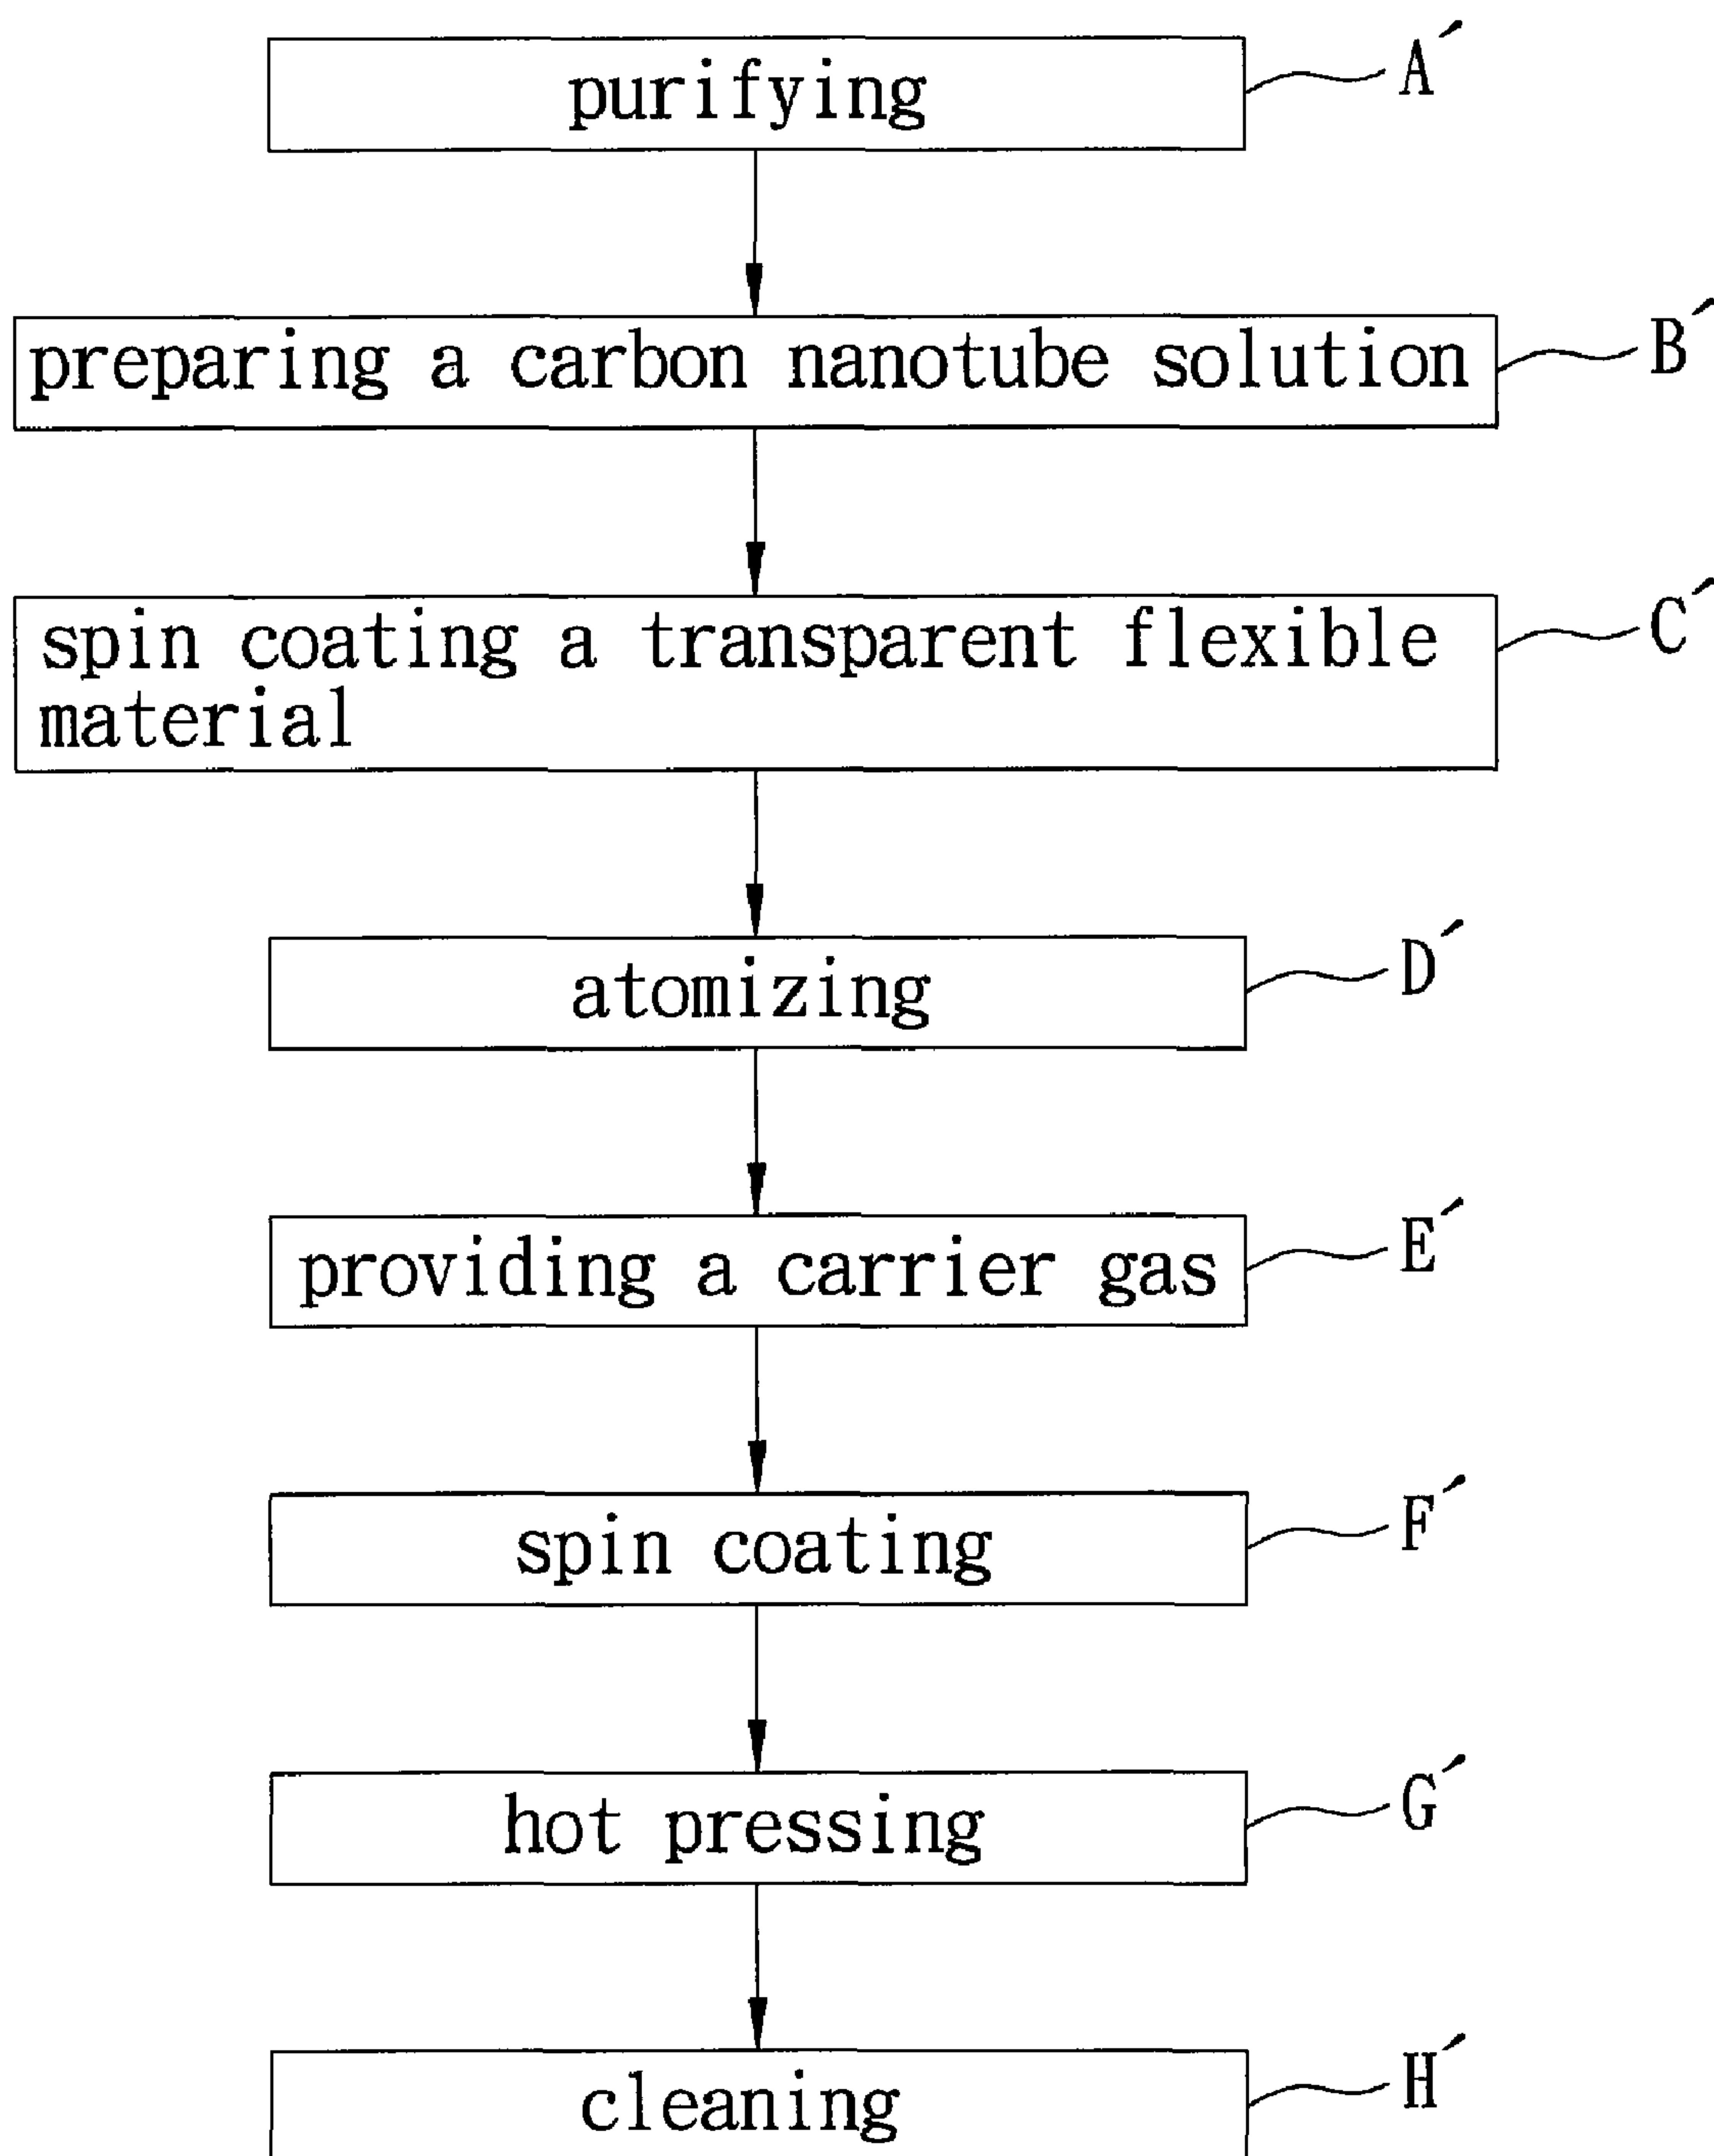 purifying A´
preparing a carbon nanotube solution B´
spin coating a transparent flexible C´
material
atomizing D´
providing a carrier gas E´
spin coating F´
hot pressing G´
cleaning H´